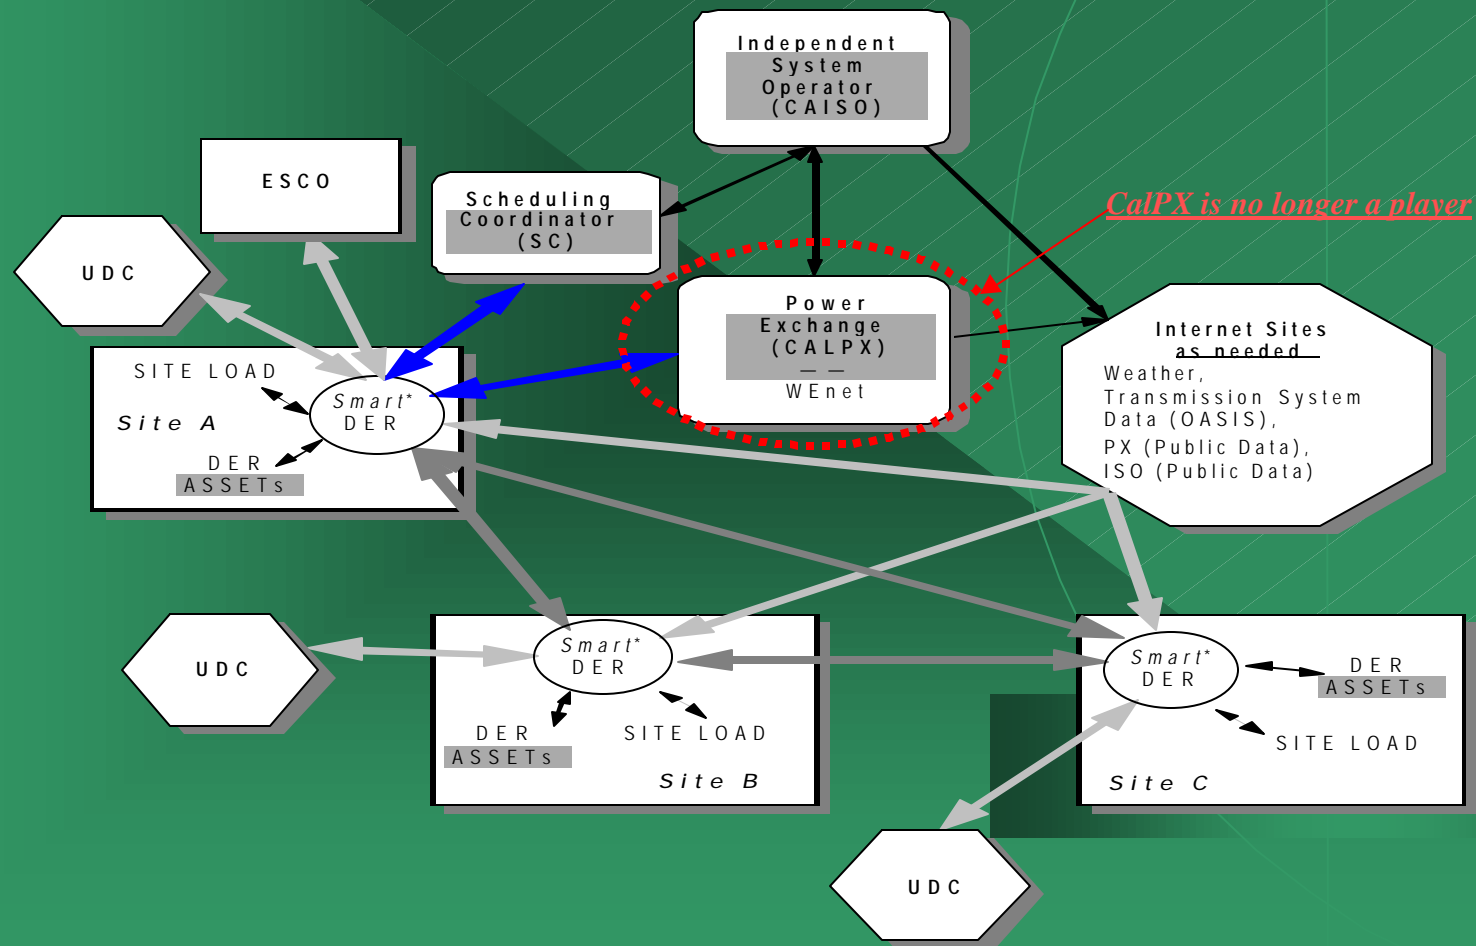 Independent
System
Operator
(CAISO)
ESCO
Scheduling
Coordinator
(SC)
CalPX is no longer a player
UDC
Power
Exchange
(CALPX)
— —
WEnet
Internet Sites
as needed
Weather,
Transmission System
Data (OASIS),
PX (Public Data),
ISO (Public Data)
SITE LOAD
Smart*
DER
Site A
DER
ASSETs
UDC
Smart*
DER
DER
ASSETs
SITE LOAD
Site B
Smart*
DER
DER
ASSETs
SITE LOAD
Site C
UDC